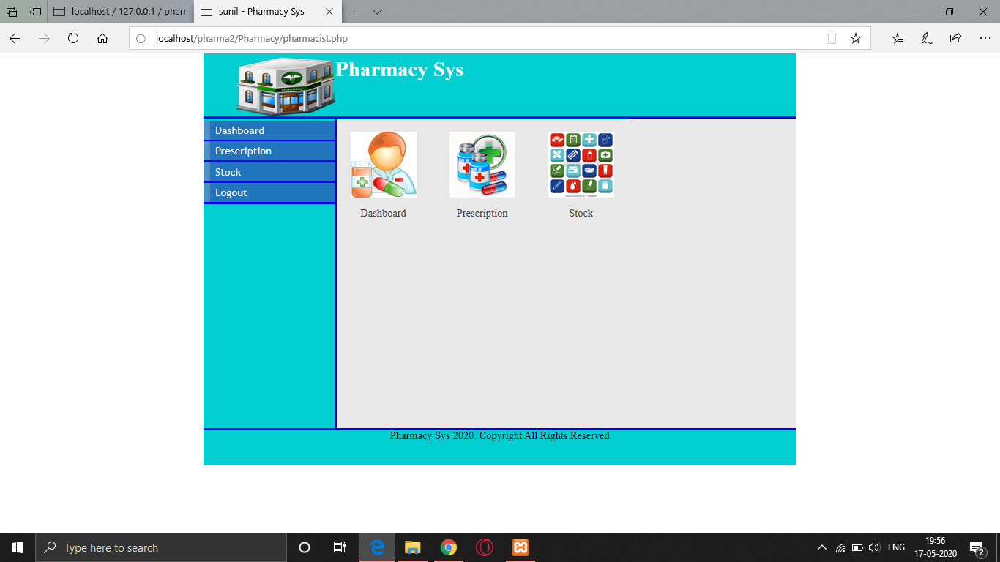 localhost / 127.0.0.1 / pharm
sunil - Pharmacy Sys
localhost/pharma2/Pharmacy/pharmacist.php
pharmacy
Pharmacy Sys
Dashboard
Prescription
Stock
Logout
Dashboard Prescription Stock
Pharmacy Sys 2020. Copyright All Rights Reserved
Type here to search
ENG
19:56
17-05-2020
2